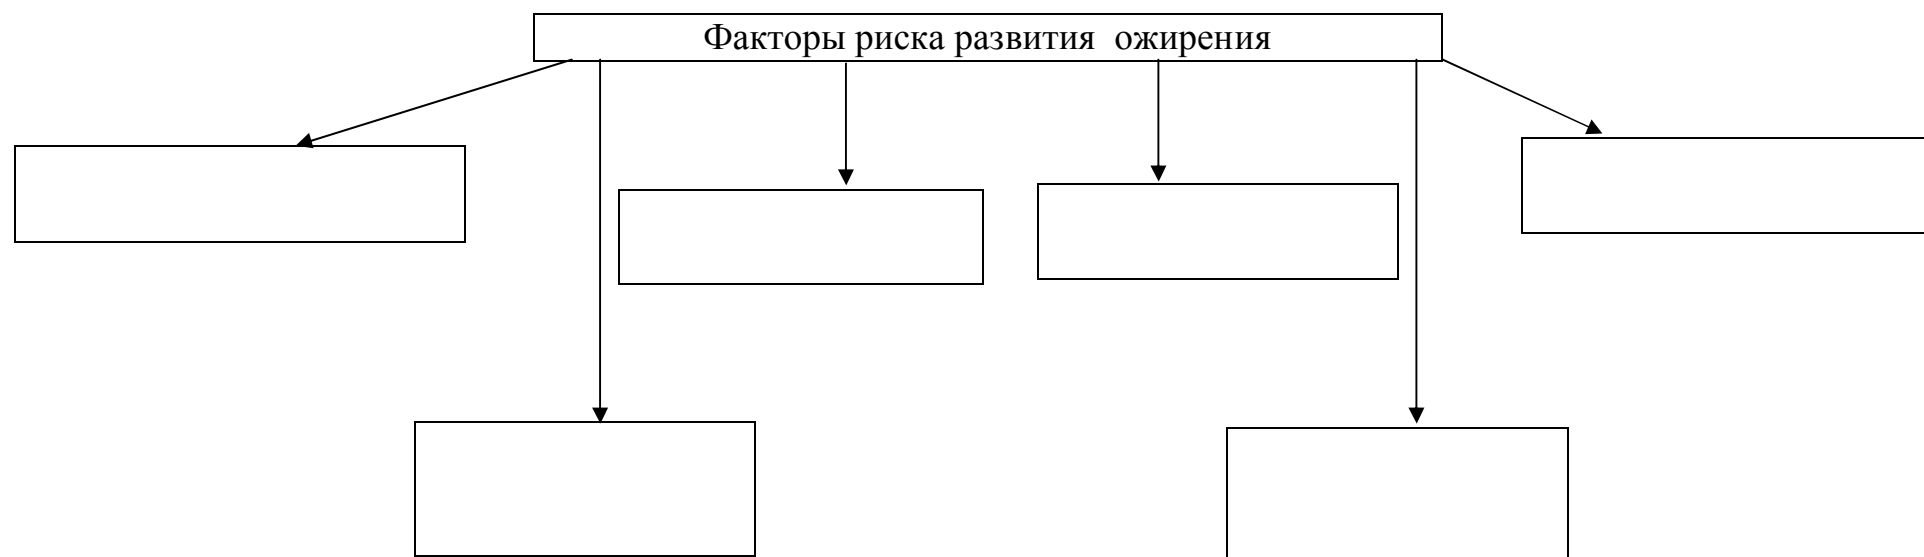 Факторы риска развития  ожирения